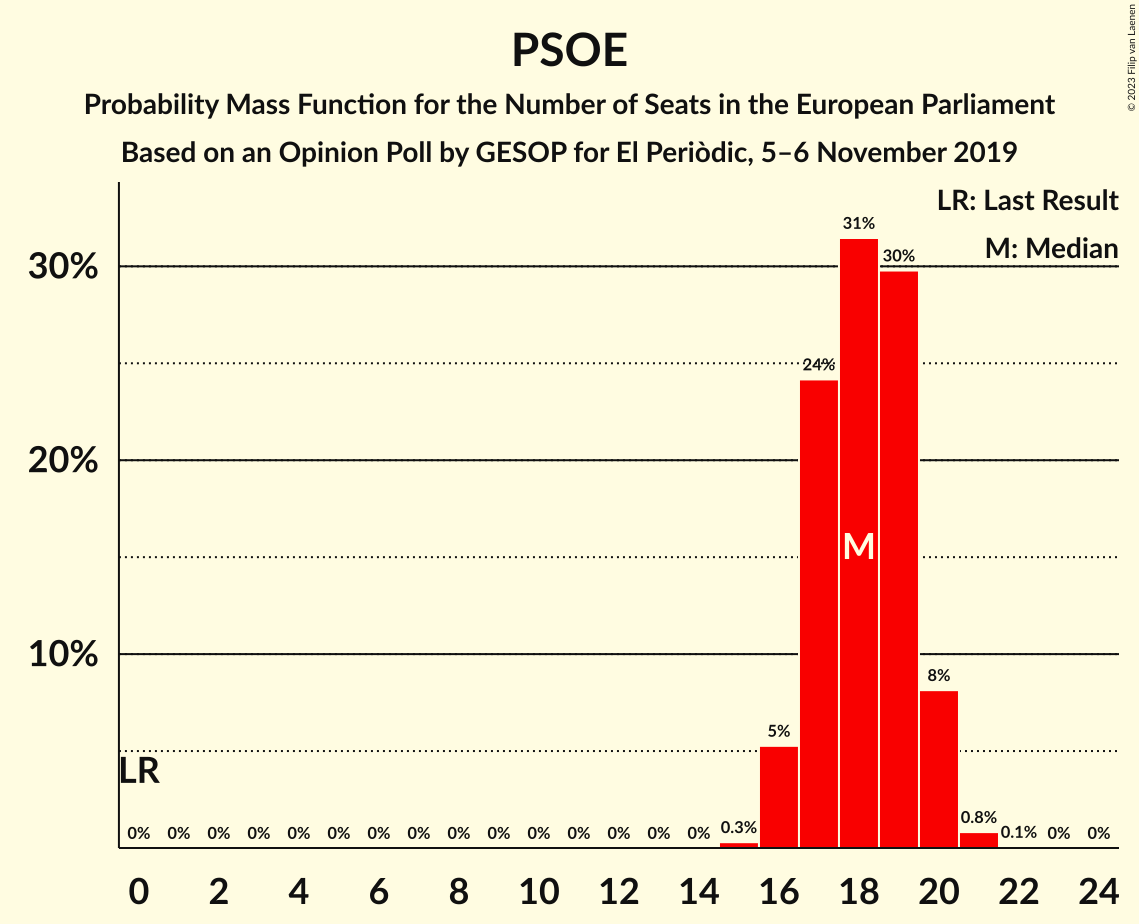 PSOE
Probability Mass Function for the Number of Seats in the European Parliament
Based on an Opinion Poll by GESOP for El Periòdic, 5–6 November 2019
© 2023 Filip van Laenen
LR: Last Result
M: Median
30%
20%
10%
31%
30%
24%
M
8%
5%
LR
0% 0% 0% 0% 0% 0% 0% 0% 0% 0% 0% 0% 0% 0% 0% 0.3% 0.8% 0.1% 0% 0%
0 2 4 6 8 10 12 14 16 18 20 22 24